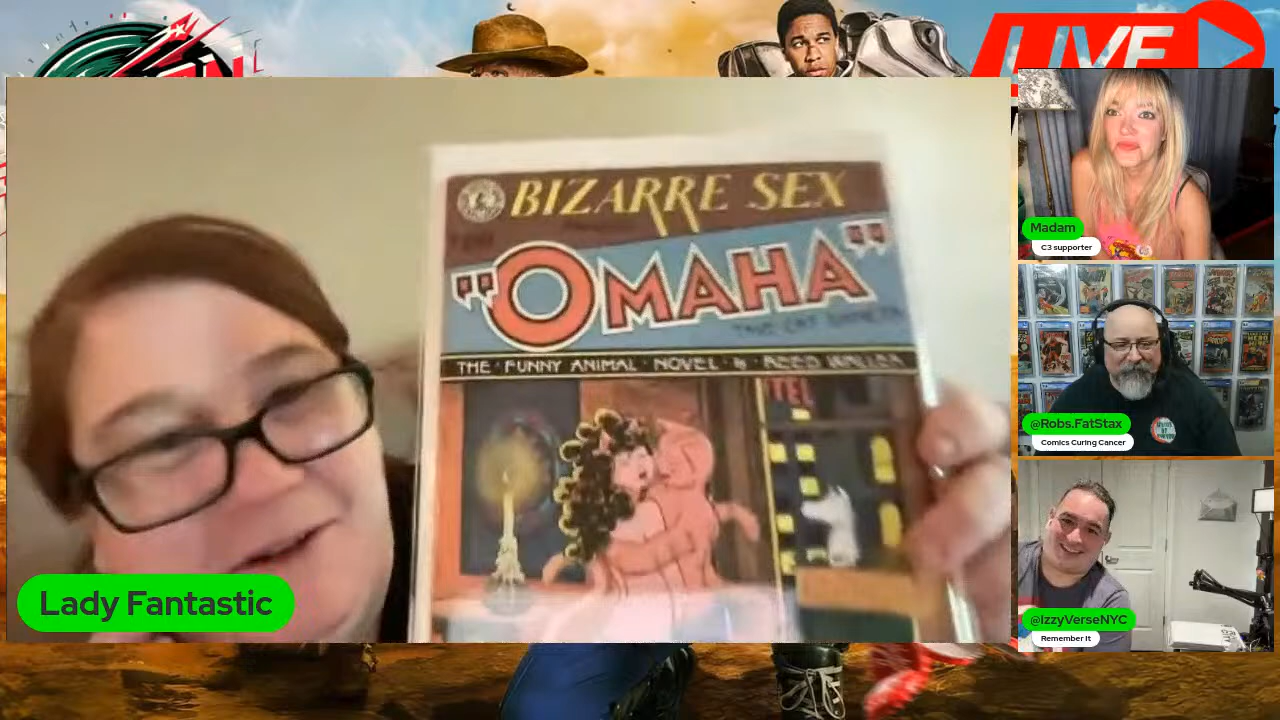 LIVE
BIZARRE SEX
"OMAHA"
THE CAT DANCER
THE FUNNY ANIMAL NOVEL by REED WALLER
TEL
Lady Fantastic
Madam
C3 supporter
@Robs.FatStax
Comics Curing Cancer
@IzzyVerseNYC
Remember It